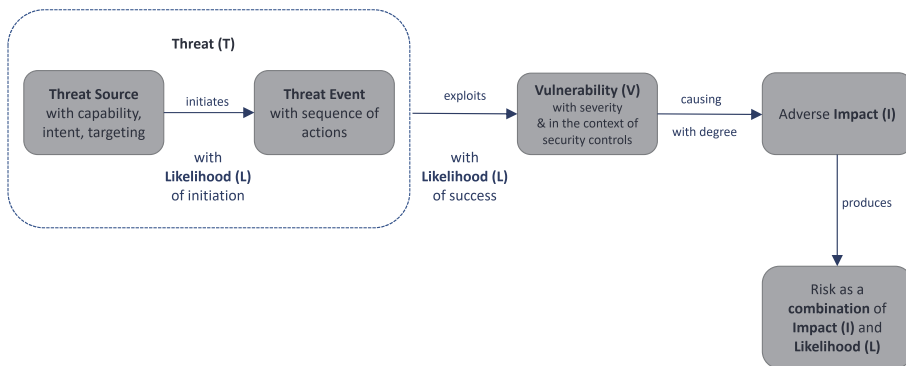 Threat (T)
Threat Source
with capability,
intent, targeting
initiates
Threat Event
with sequence of
actions
with
Likelihood (L)
of initiation
exploits
with
Likelihood (L)
of success
Vulnerability (V)
with severity
& in the context of
security controls
causing
with degree
Adverse Impact (I)
produces
Risk as a
combination of
Impact (I) and
Likelihood (L)